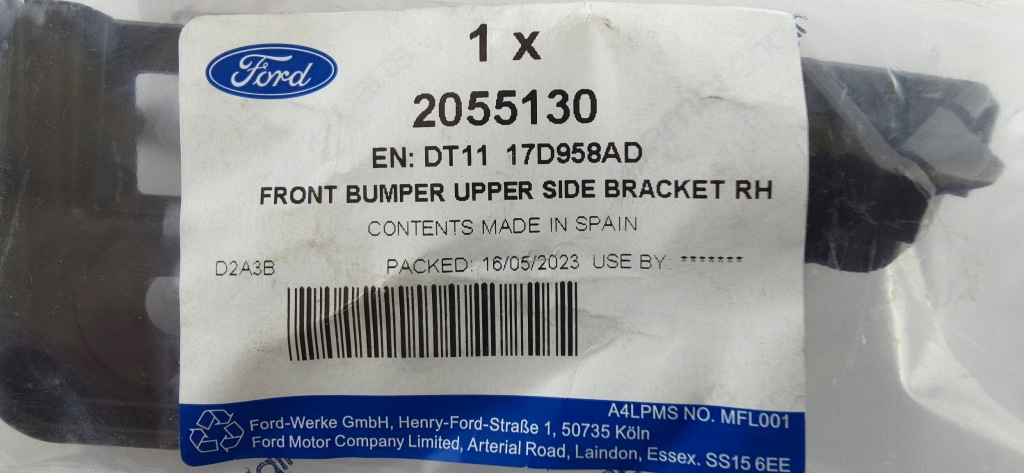 1 x
Ford
2055130
EN: DT11 17D958AD
FRONT BUMPER UPPER SIDE BRACKET RH
CONTENTS MADE IN SPAIN
D2A3B PACKED: 16/05/2023 USE BY: *******
A4LPMS NO. MFL001
Ford-Werke GmbH, Henry-Ford-Straße 1, 50735 Köln
Ford Motor Company Limited, Arterial Road, Laindon, Essex. SS15 6EE